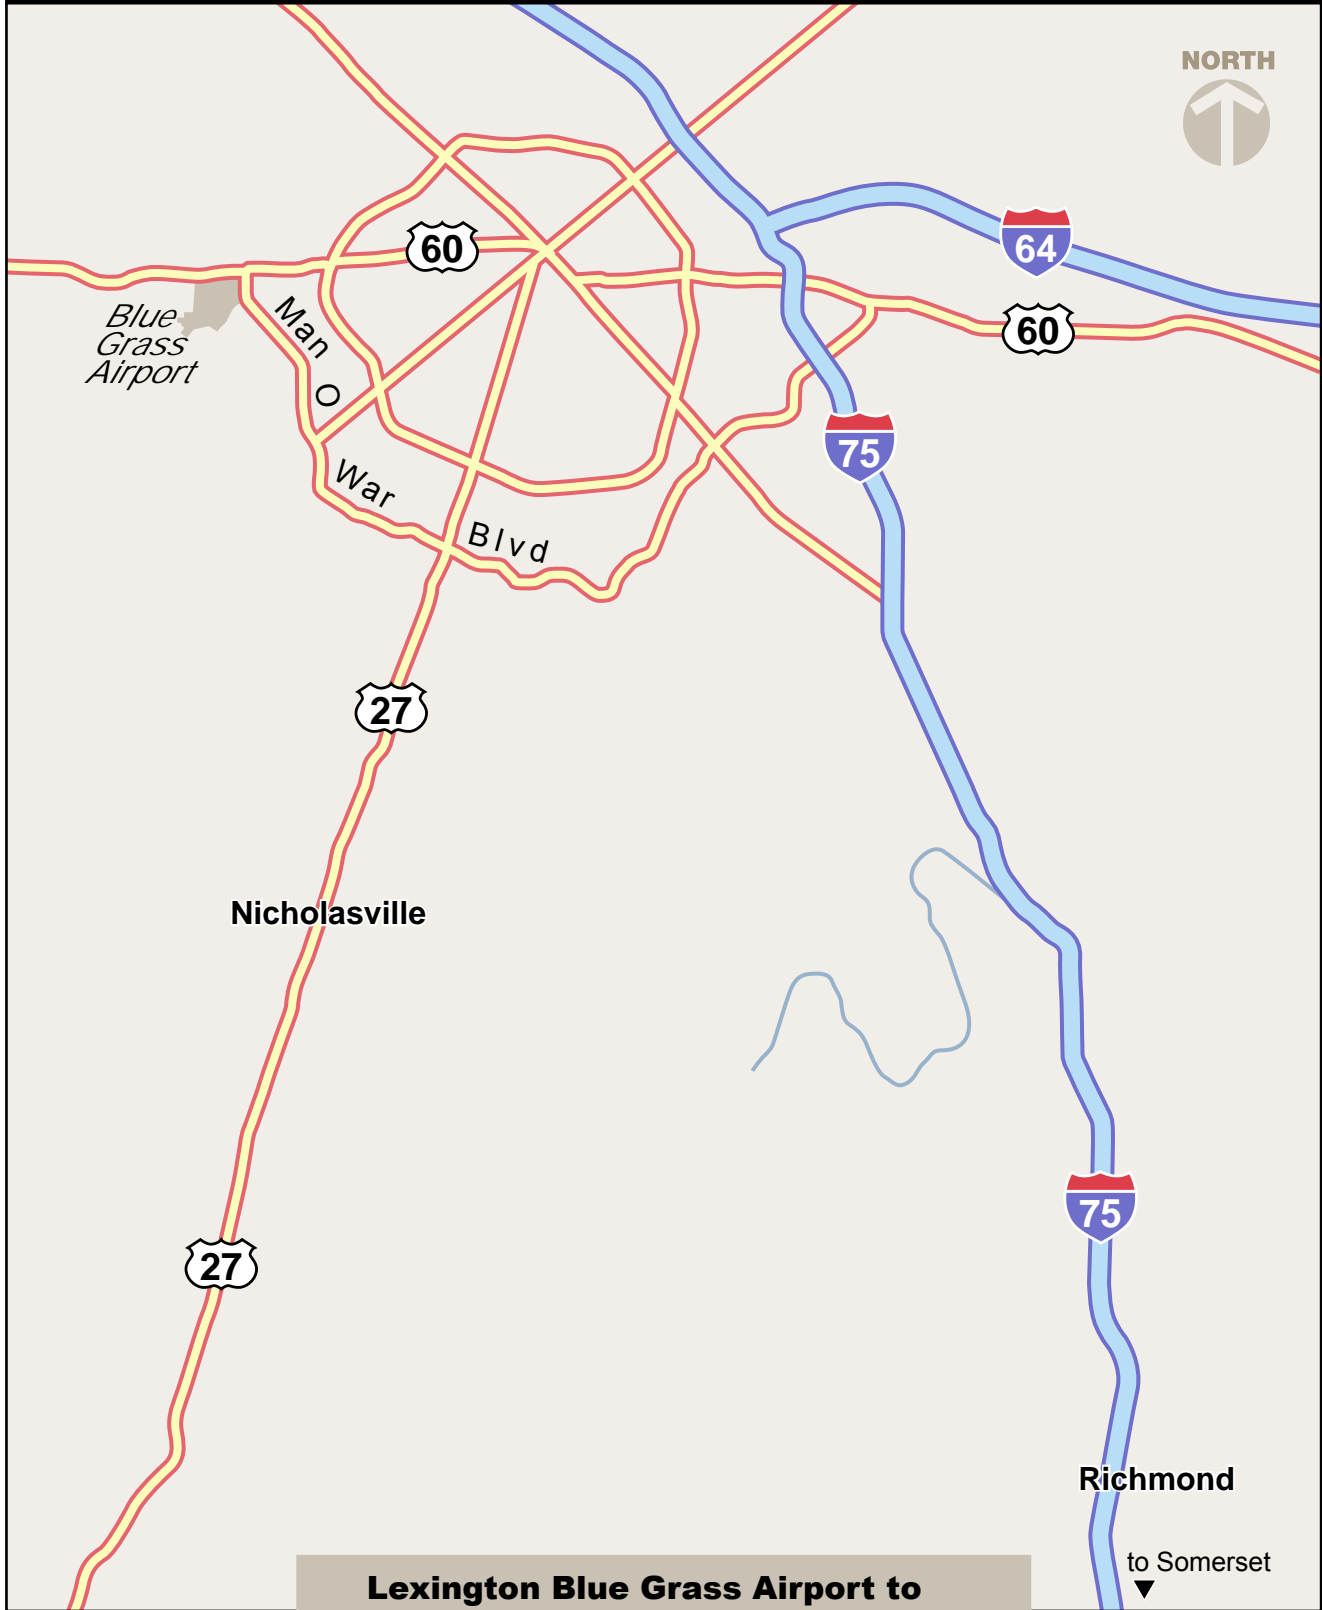 NORTH
60
64
60
Blue
Grass
Airport
Man
O
War
Blvd
75
27
Nicholasville
75
27
Richmond
to Somerset
Lexington Blue Grass Airport to